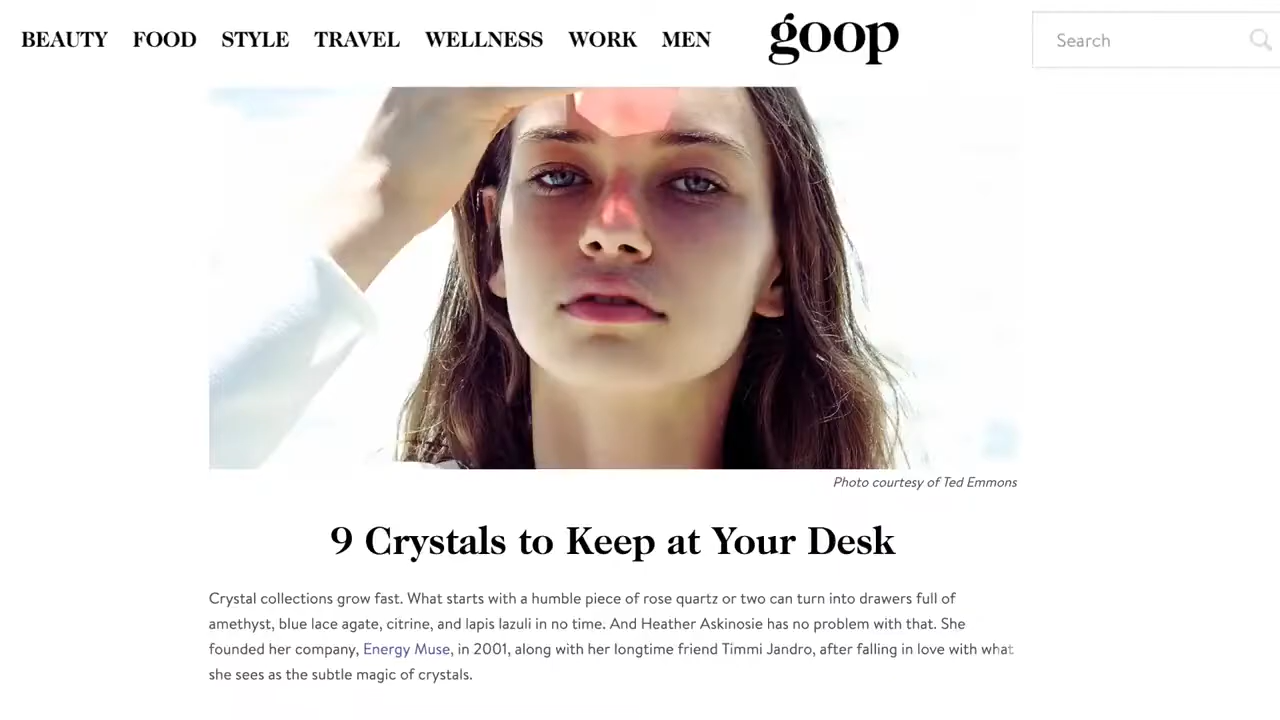 BEAUTY FOOD STYLE TRAVEL WELLNESS WORK MEN goop Search
Photo courtesy of Ted Emmons
9 Crystals to Keep at Your Desk
Crystal collections grow fast. What starts with a humble piece of rose quartz or two can turn into drawers full of
amethyst, blue lace agate, citrine, and lapis lazuli in no time. And Heather Askinosie has no problem with that. She
founded her company, Energy Muse, in 2001, along with her longtime friend Timmi Jandro, after falling in love with what
she sees as the subtle magic of crystals.